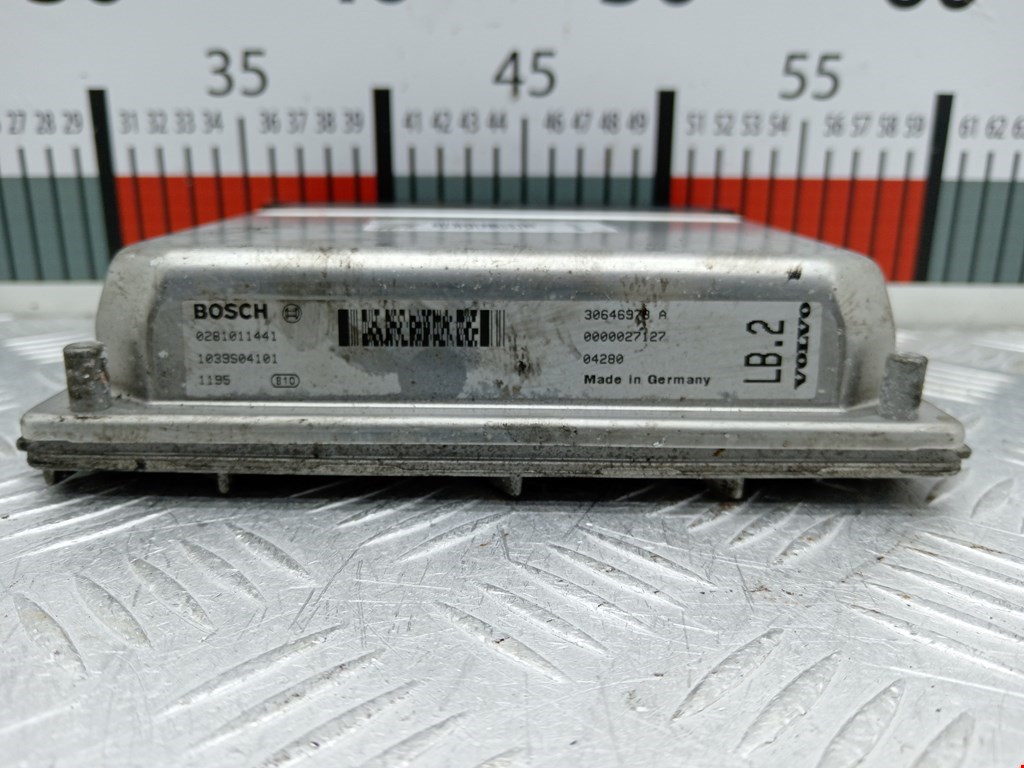 35 45 55
27 28 29 31 32 33 34 36 37 38 39 41 42 43 44 46 47 48 49 51 52 53 54 56 57 58 59 61 62
BOSCH
0281011441
1039S04101
1195 810
30646978 A
0000027127
04280
Made in Germany
LB.2
VOLVO